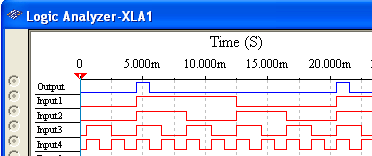 Logic Analyzer-XLA1
Time (S)
0 5.000m 10.000m 15.000m 20.000m
Output
Input1
Input2
Input3
Input4